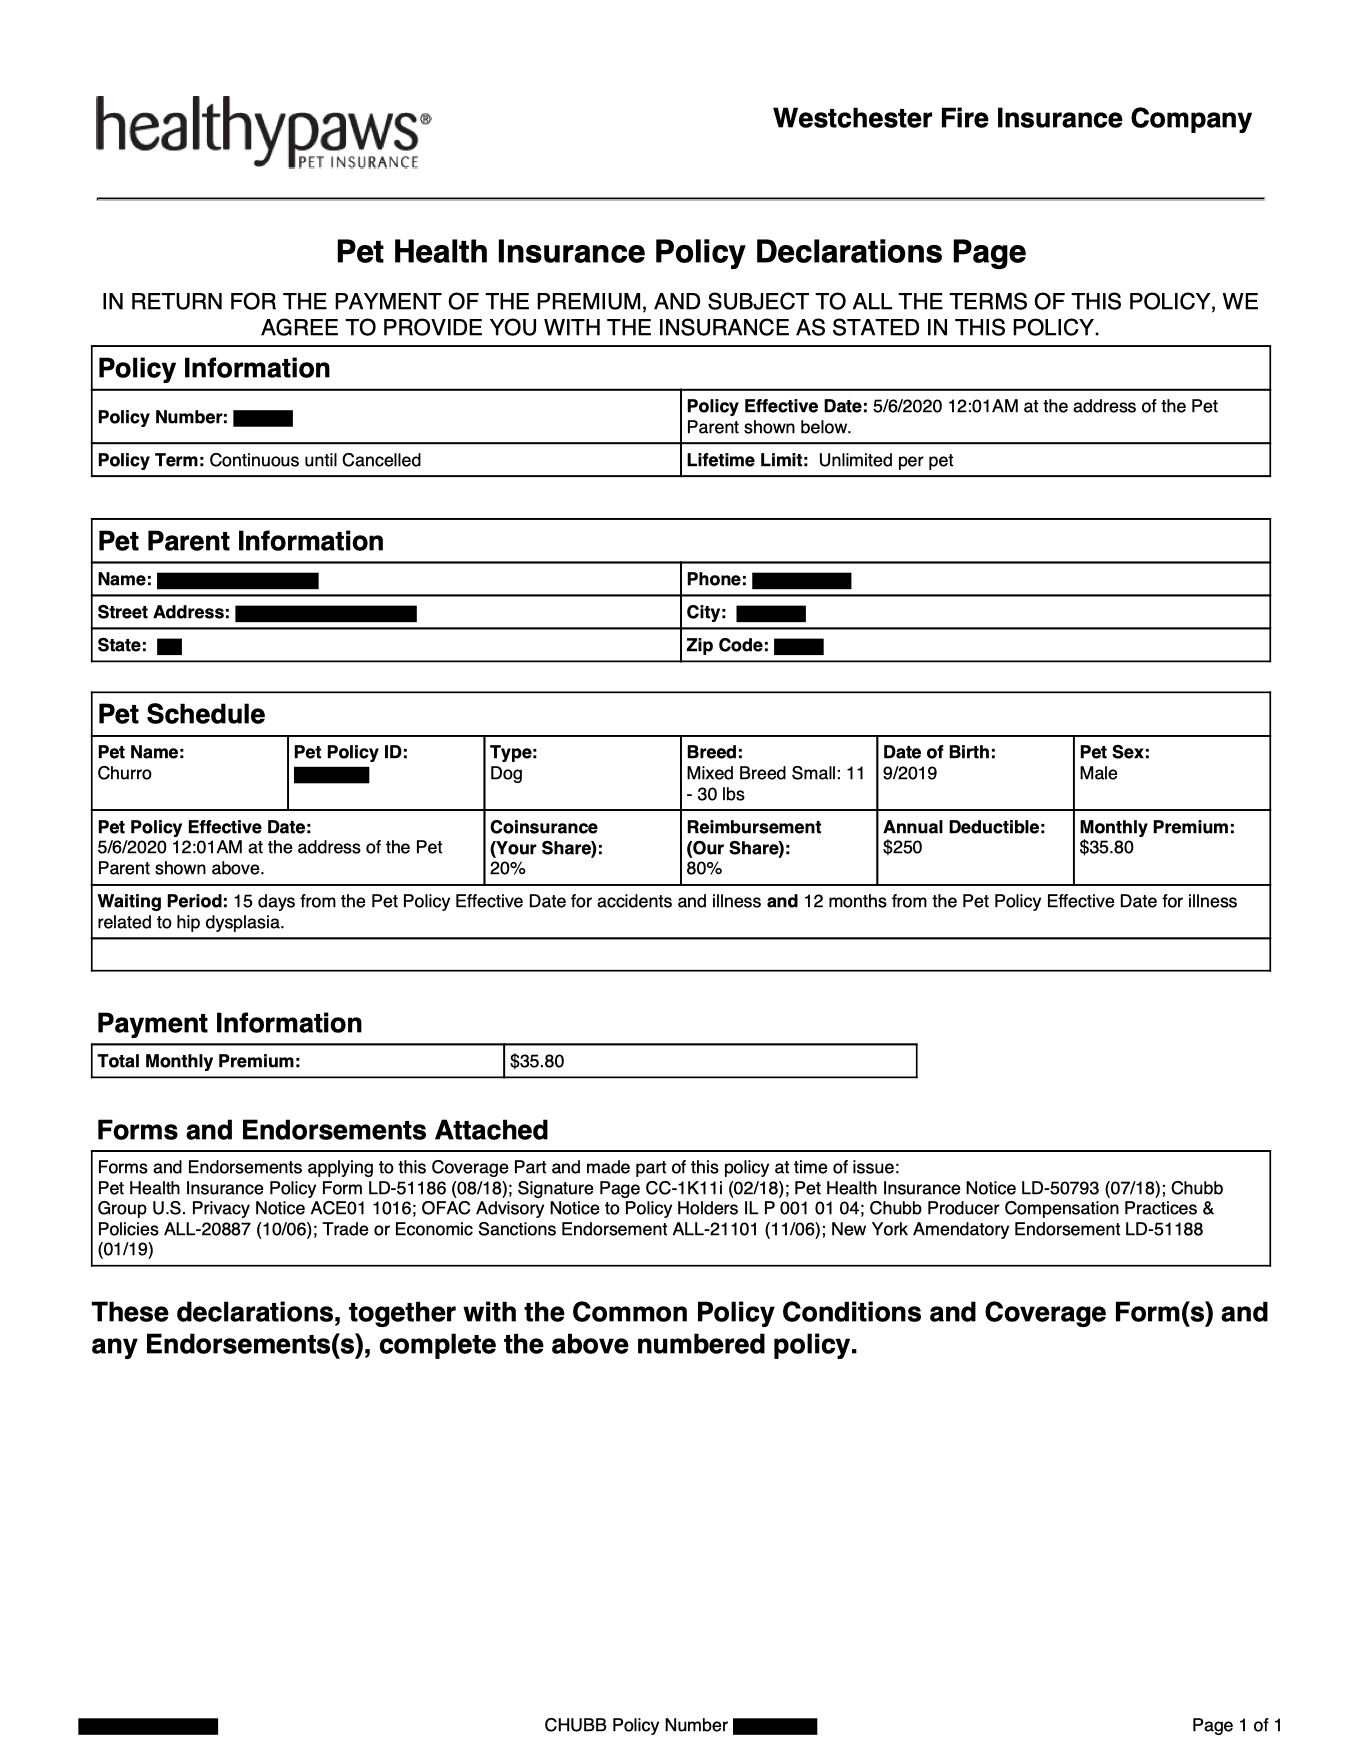 healthypaws®
PET INSURANCE
Westchester Fire Insurance Company
Pet Health Insurance Policy Declarations Page
IN RETURN FOR THE PAYMENT OF THE PREMIUM, AND SUBJECT TO ALL THE TERMS OF THIS POLICY, WE
AGREE TO PROVIDE YOU WITH THE INSURANCE AS STATED IN THIS POLICY.
Policy Information
Policy Number:
Policy Effective Date: 5/6/2020 12:01AM at the address of the Pet
Parent shown below.
Policy Term: Continuous until Cancelled
Lifetime Limit: Unlimited per pet
Pet Parent Information
Name:
Phone:
Street Address:
City:
State:
Zip Code:
Pet Schedule
Pet Name:
Churro
Pet Policy ID:
Type:
Dog
Breed:
Mixed Breed Small: 11
- 30 lbs
Date of Birth:
9/2019
Pet Sex:
Male
Pet Policy Effective Date:
5/6/2020 12:01AM at the address of the Pet
Parent shown above.
Coinsurance
(Your Share):
20%
Reimbursement
(Our Share):
80%
Annual Deductible:
$250
Monthly Premium:
$35.80
Waiting Period: 15 days from the Pet Policy Effective Date for accidents and illness and 12 months from the Pet Policy Effective Date for illness
related to hip dysplasia.
Payment Information
Total Monthly Premium:
$35.80
Forms and Endorsements Attached
Forms and Endorsements applying to this Coverage Part and made part of this policy at time of issue:
Pet Health Insurance Policy Form LD-51186 (08/18); Signature Page CC-1K11i (02/18); Pet Health Insurance Notice LD-50793 (07/18); Chubb
Group U.S. Privacy Notice ACE01 1016; OFAC Advisory Notice to Policy Holders IL P 001 01 04; Chubb Producer Compensation Practices &
Policies ALL-20887 (10/06); Trade or Economic Sanctions Endorsement ALL-21101 (11/06); New York Amendatory Endorsement LD-51188
(01/19)
These declarations, together with the Common Policy Conditions and Coverage Form(s) and
any Endorsements(s), complete the above numbered policy.
CHUBB Policy Number
Page 1 of 1